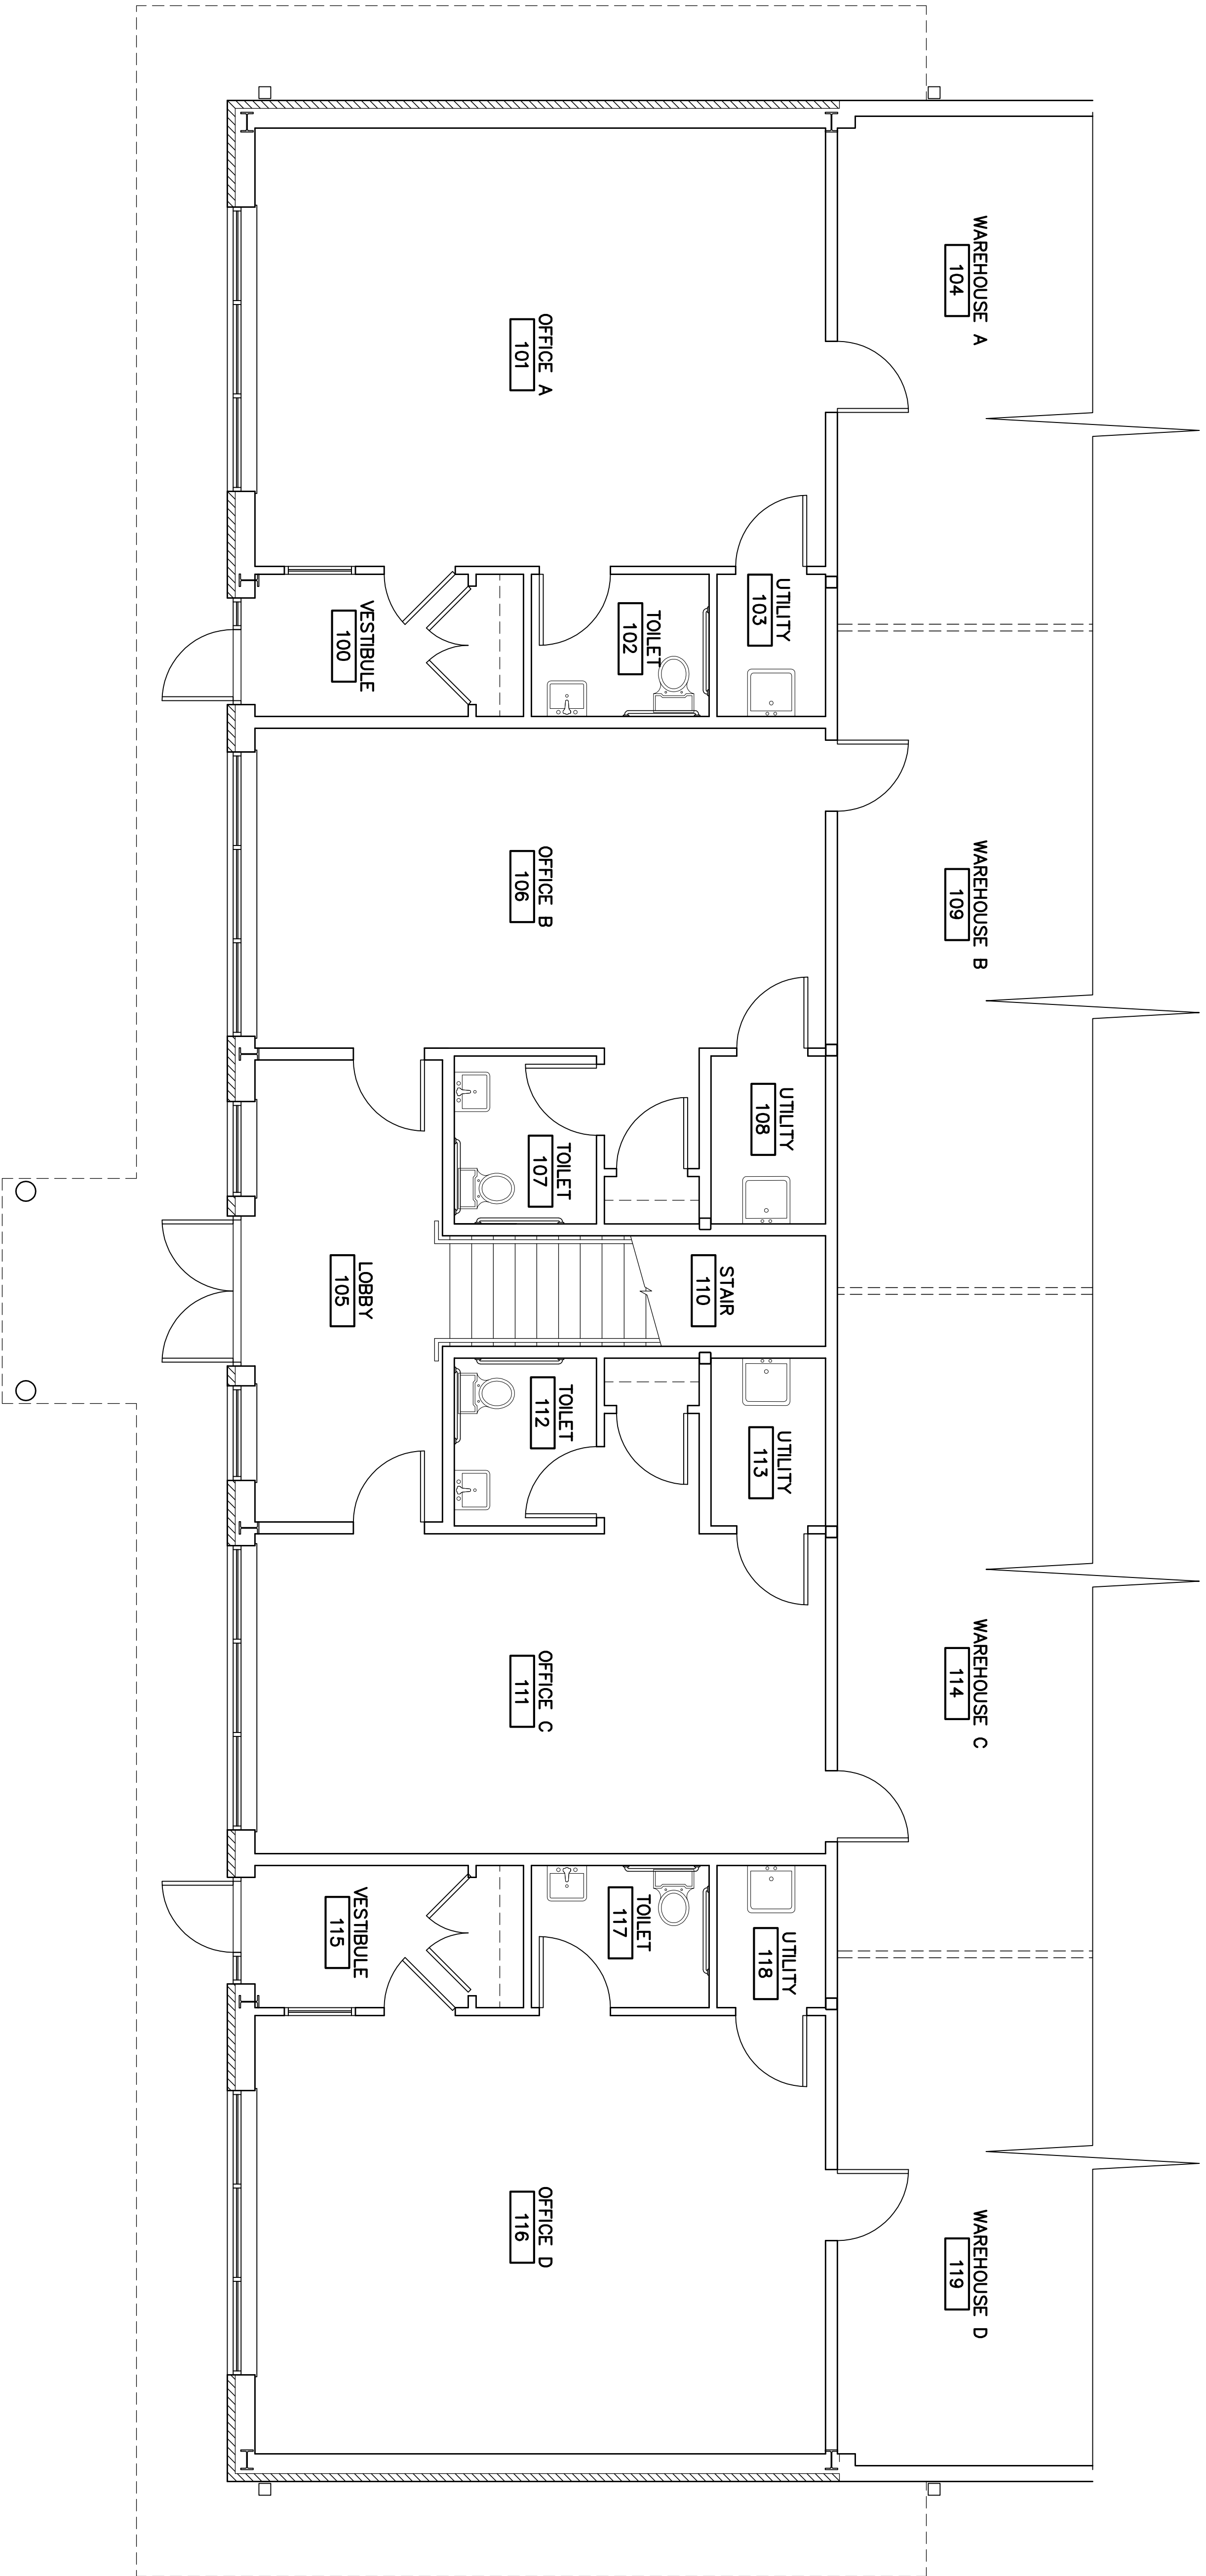 WAREHOUSE A
104
WAREHOUSE B
109
WAREHOUSE C
114
WAREHOUSE D
119
OFFICE A
101
UTILITY
103
TOILET
102
VESTIBULE
100
OFFICE B
106
UTILITY
108
TOILET
107
STAIR
110
LOBBY
105
UTILITY
113
TOILET
112
OFFICE C
111
UTILITY
118
TOILET
117
VESTIBULE
115
OFFICE D
116